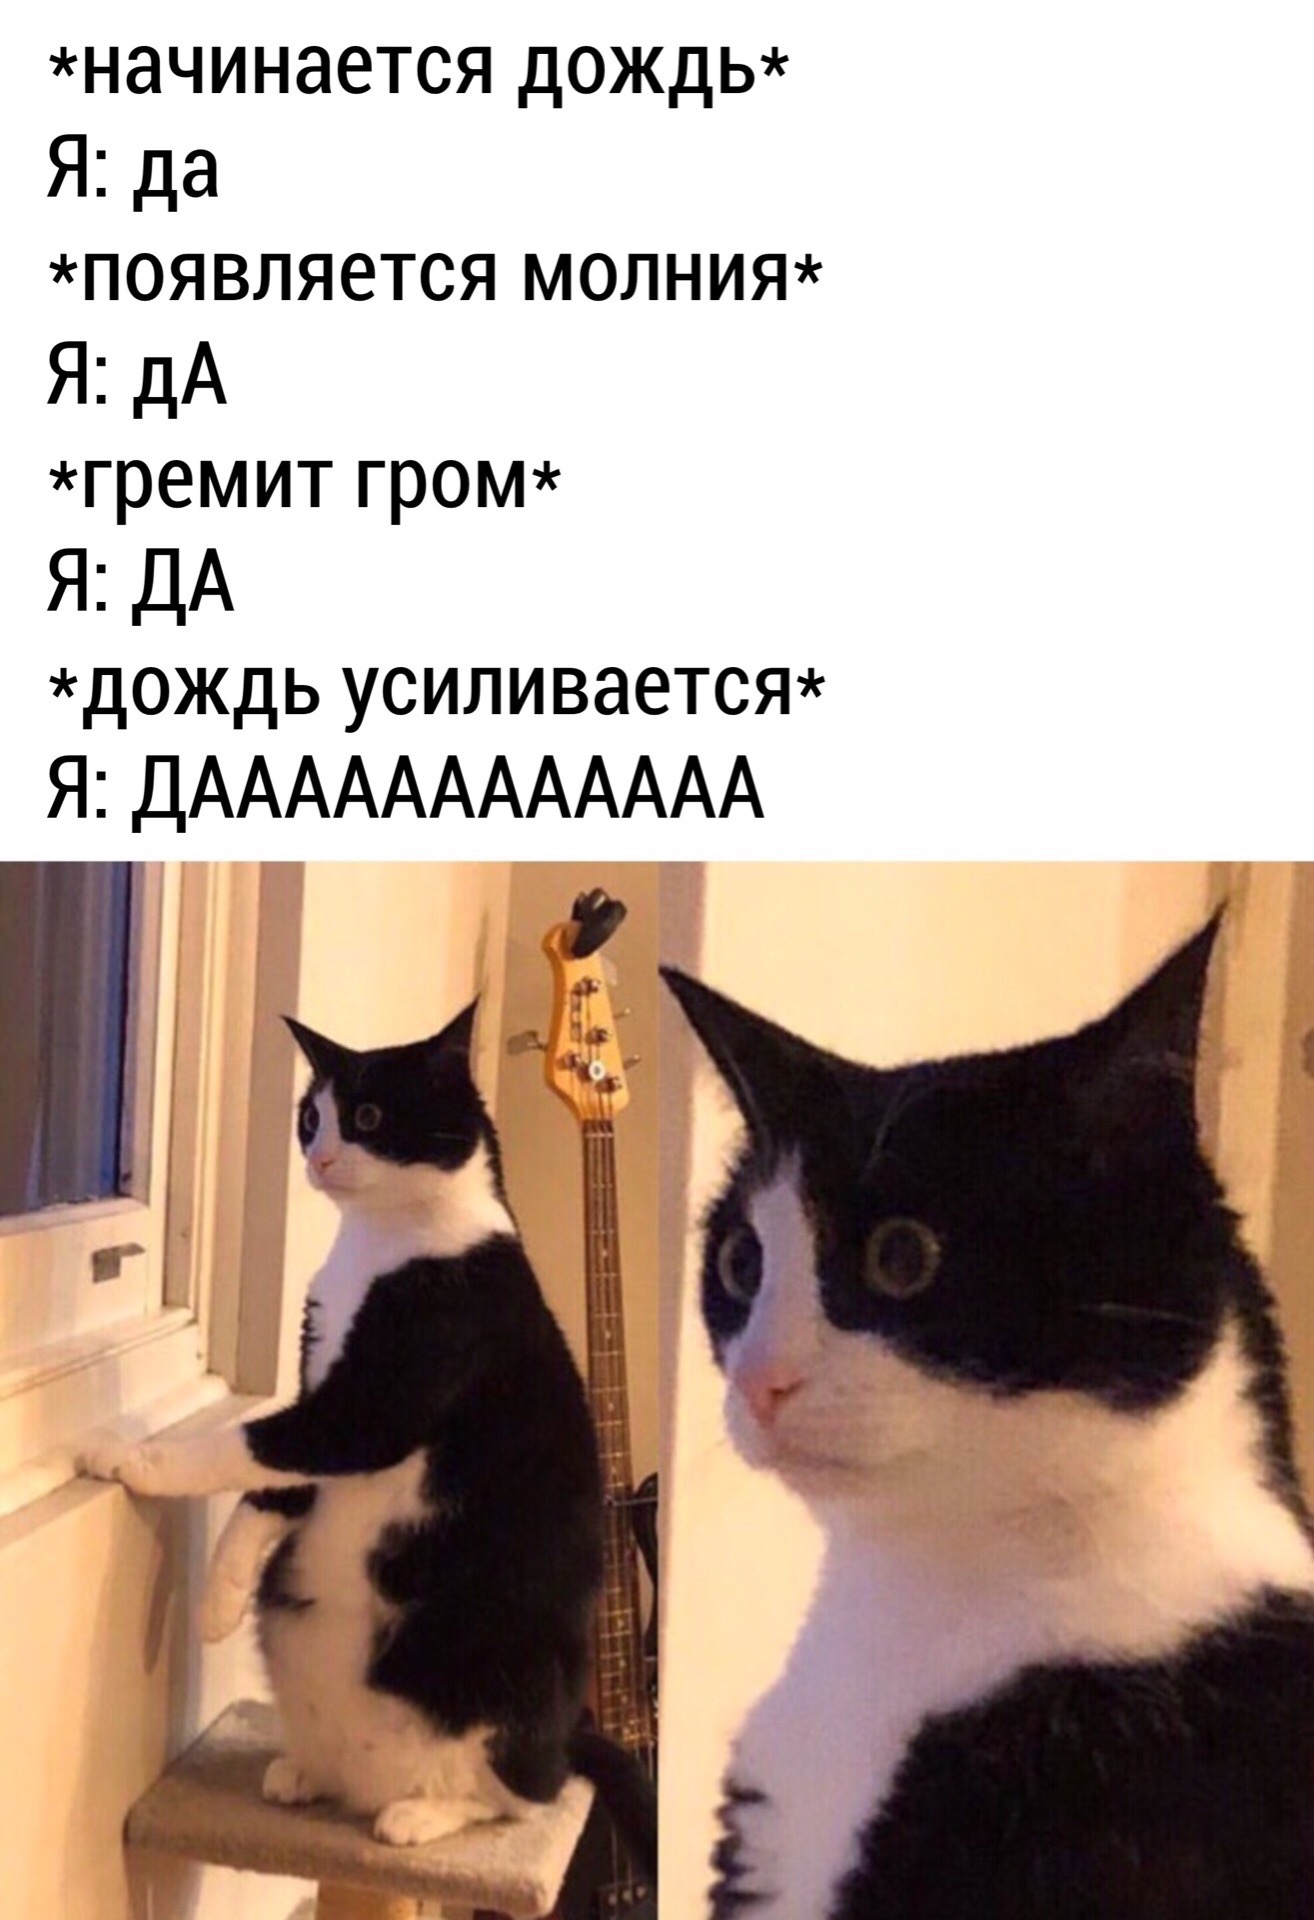 *начинается дождь*
Я: да
*появляется молния*
Я: дА
*гремит гром*
Я: ДА
*дождь усиливается*
Я: ДАААААААААААА